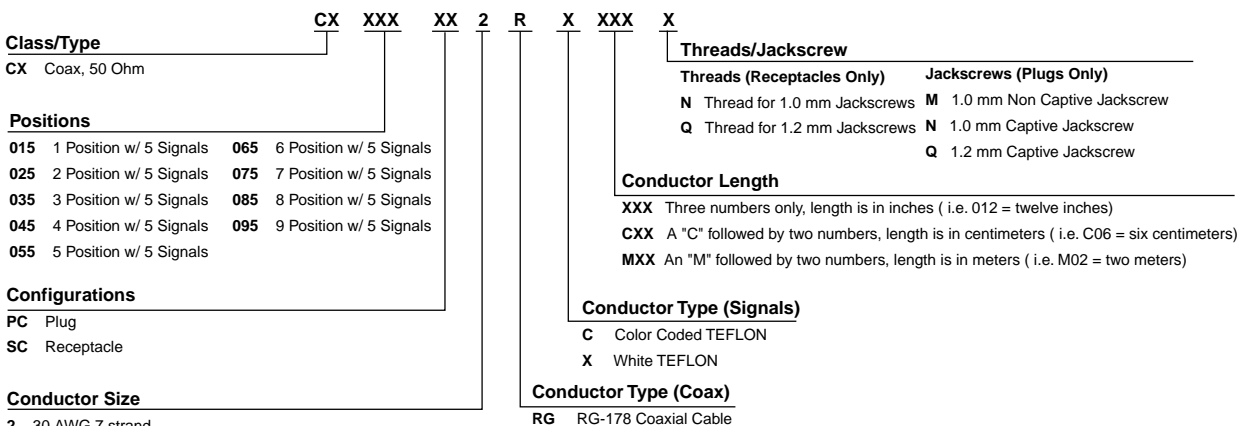 CX XXX XX 2 R X XXX X
Class/Type
CX Coax, 50 Ohm
Positions
015 1 Position w/ 5 Signals 065 6 Position w/ 5 Signals
025 2 Position w/ 5 Signals 075 7 Position w/ 5 Signals
035 3 Position w/ 5 Signals 085 8 Position w/ 5 Signals
045 4 Position w/ 5 Signals 095 9 Position w/ 5 Signals
055 5 Position w/ 5 Signals
Configurations
PC Plug
SC Receptacle
Conductor Size
2 30 AWG 7 strand
Threads/Jackscrew
Threads (Receptacles Only) Jackscrews (Plugs Only)
N Thread for 1.0 mm Jackscrews M 1.0 mm Non Captive Jackscrew
Q Thread for 1.2 mm Jackscrews N 1.0 mm Captive Jackscrew
Q 1.2 mm Captive Jackscrew
Conductor Length
XXX Three numbers only, length is in inches ( i.e. 012 = twelve inches)
CXX A "C" followed by two numbers, length is in centimeters ( i.e. C06 = six centimeters)
MXX An "M" followed by two numbers, length is in meters ( i.e. M02 = two meters)
Conductor Type (Signals)
C Color Coded TEFLON
X White TEFLON
Conductor Type (Coax)
RG RG-178 Coaxial Cable